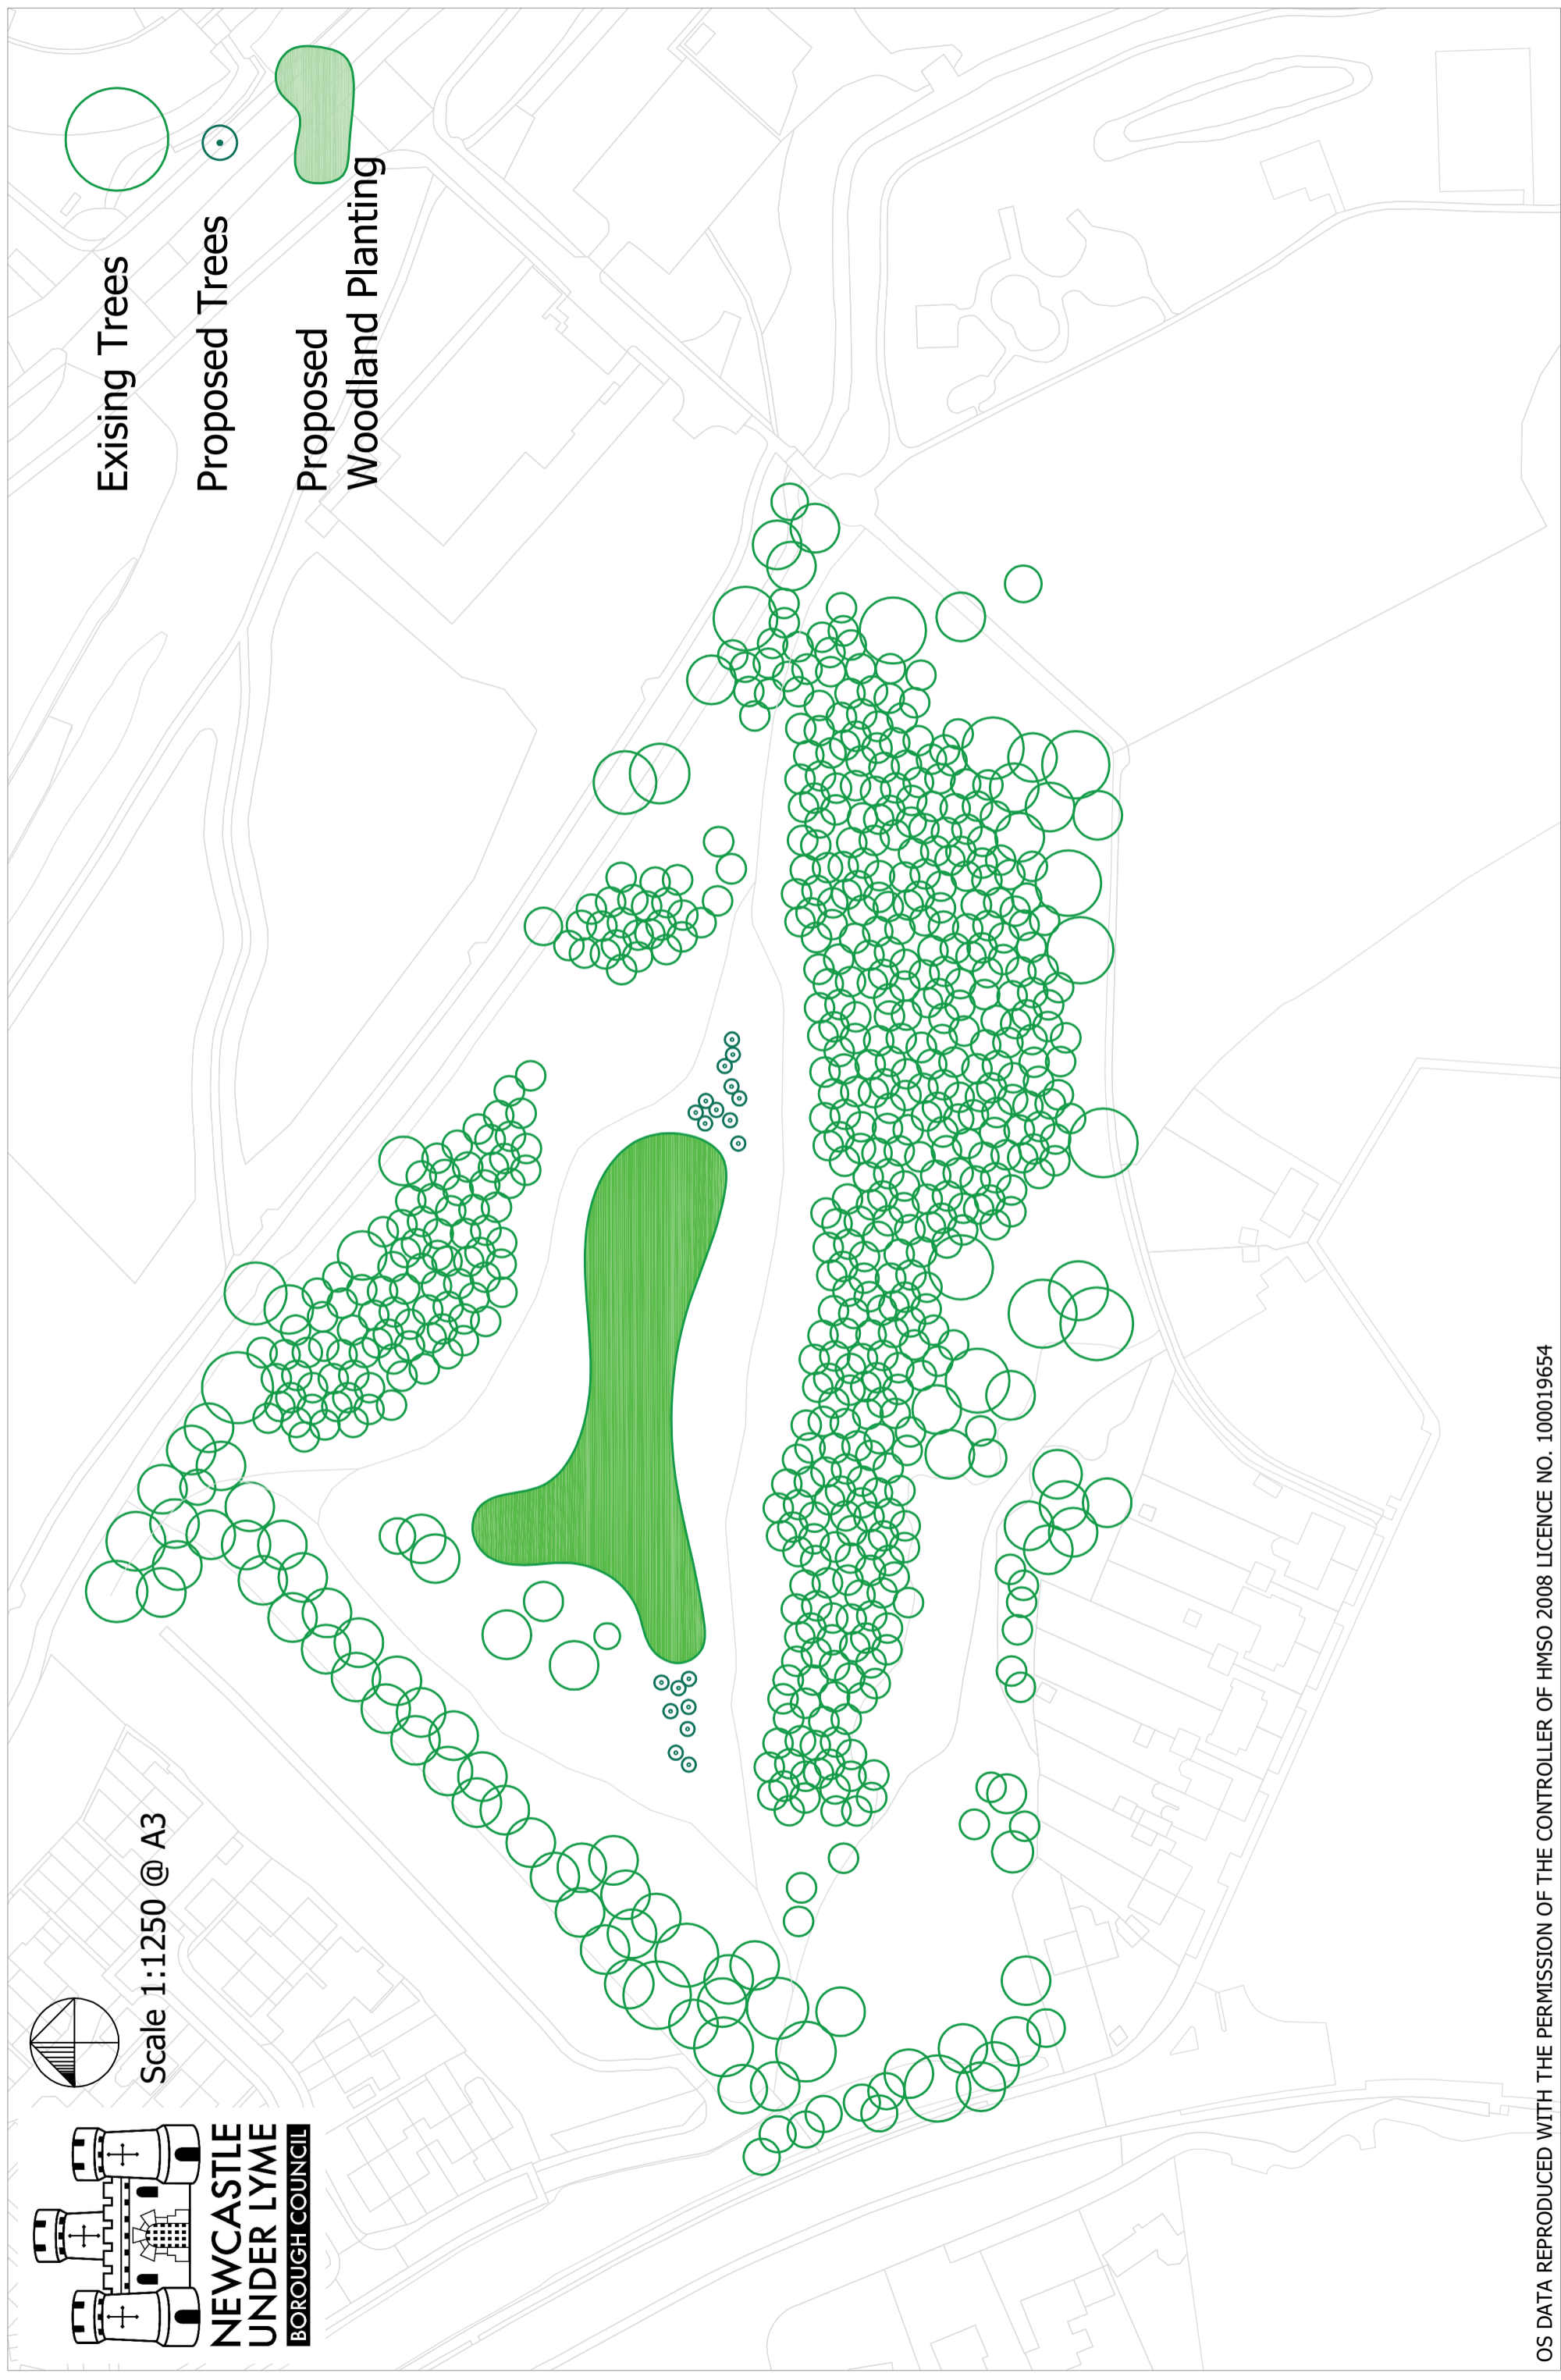 NEWCASTLE
UNDER LYME
BOROUGH COUNCIL
Scale 1:1250 @ A3
Exising Trees
Proposed Trees
Proposed
Woodland Planting
OS DATA REPRODUCED WITH THE PERMISSION OF THE CONTROLLER OF HMSO 2008 LICENCE NO. 100019654